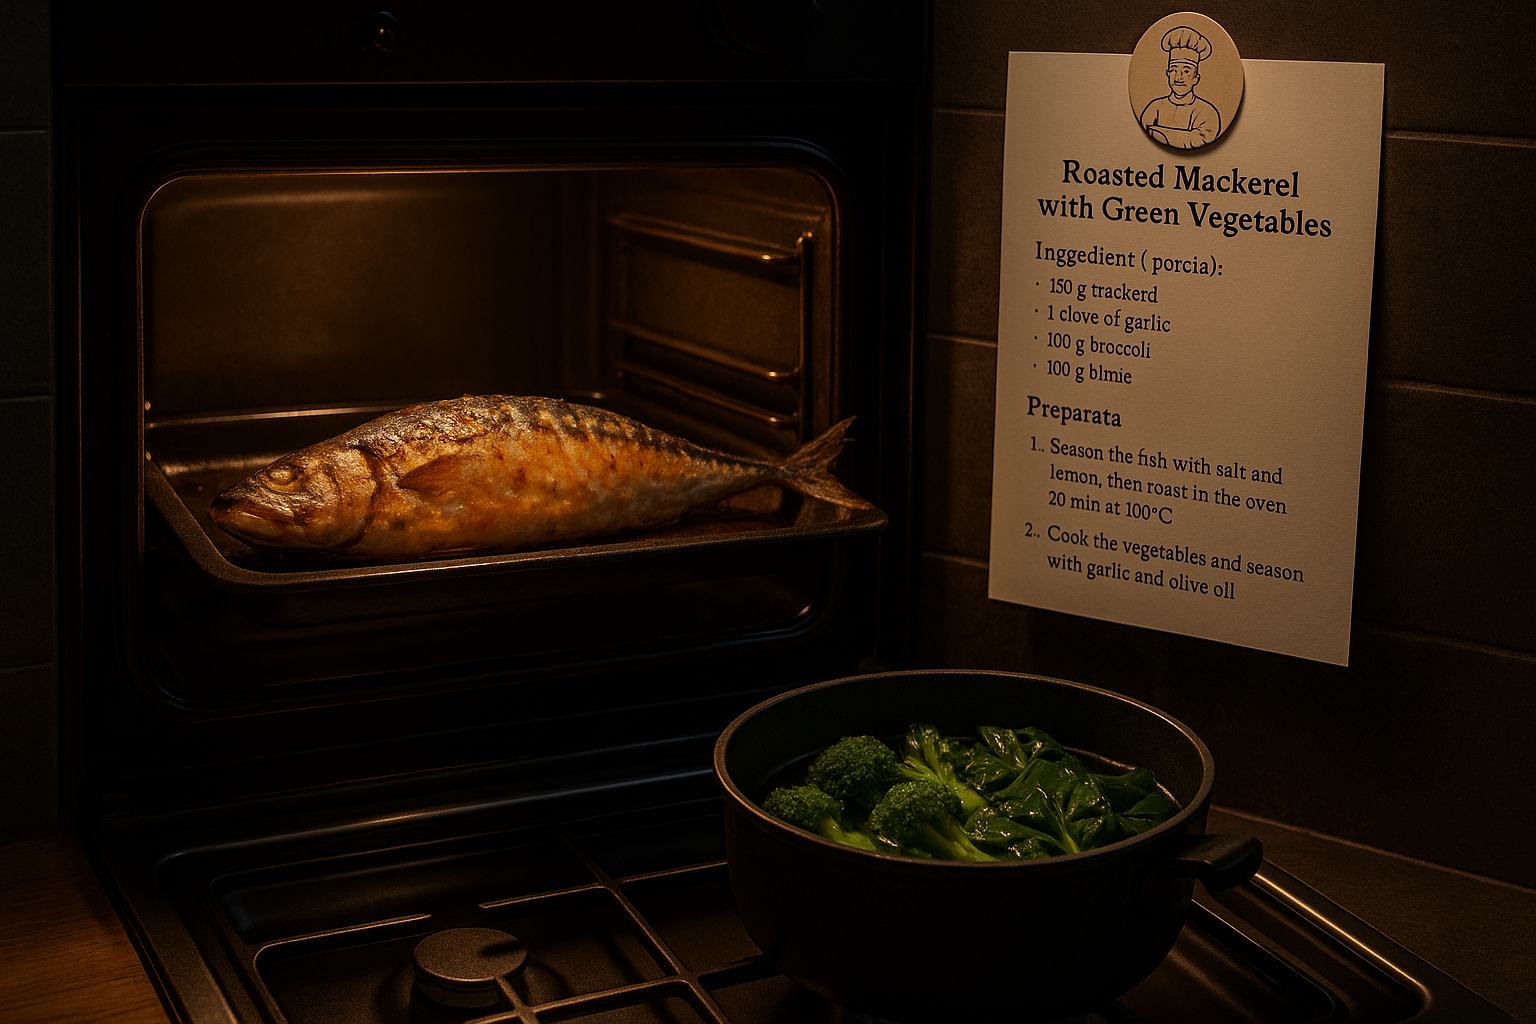 Roasted Mackerel
with Green Vegetables
Inggedient ( porcia):
· 150 g trackerd
· 1 clove of garlic
· 100 g broccoli
· 100 g blmie
Preparata
1.. Season the fish with salt and
lemon, then roast in the oven
20 min at 100°C
2.. Cook the vegetables and season
with garlic and olive oll